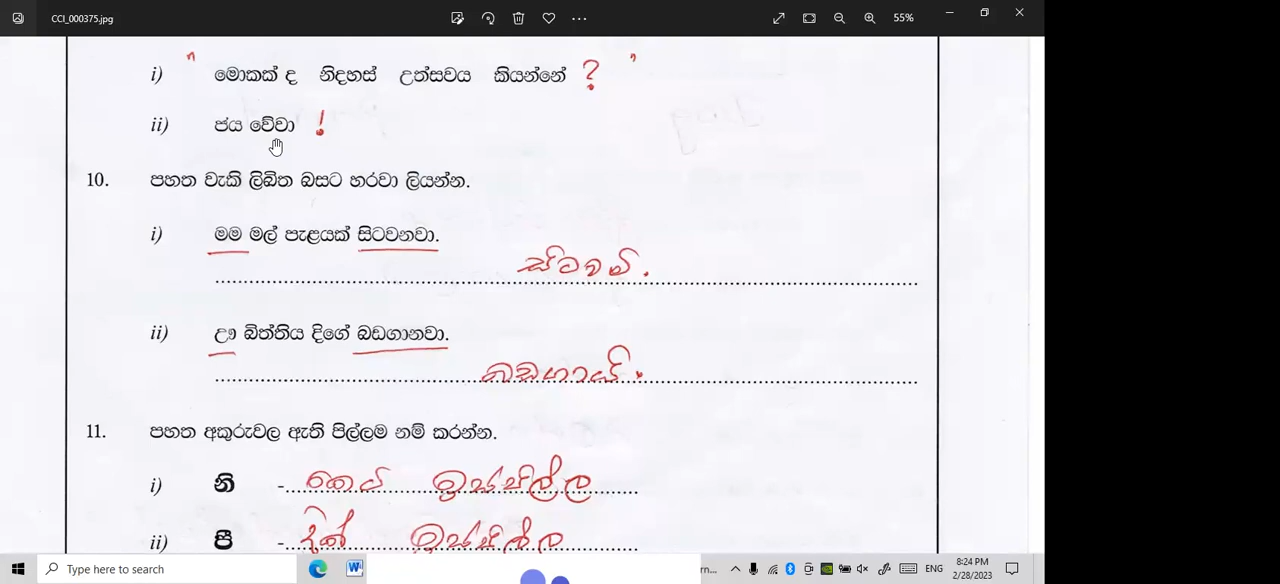 CCI_000375.jpg
55%
i) " මොකක් ද නිදහස් උත්සවය කියන්නේ ? "
ii) ජය වේවා !
10. පහත වැකි ලිඛිත බසට හරවා ලියන්න.
i) මම මල් පැළයක් සිටවනවා.
සිටවමි.
ii) ඌ බිත්තිය දිගේ බඩගානවා.
බඩගායි.
11. පහත අකුරුවල ඇති පිල්ලම නම් කරන්න.
i) නි - කෙටි ඉස්පිල්ල
ii) පී - දික් ඉස්පිල්ල
Type here to search
rn...
ENG
8:24 PM
2/28/2023